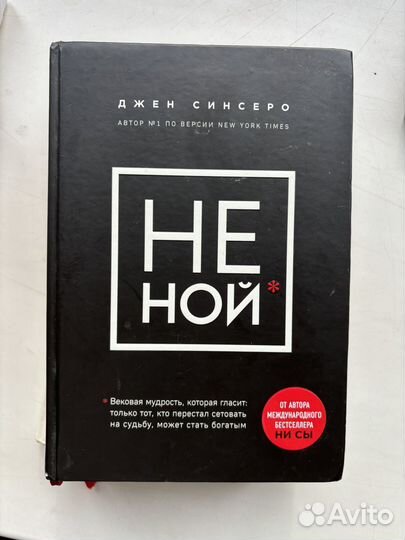 ДЖЕН СИНСЕРО
АВТОР №1 ПО ВЕРСИИ NEW YORK TIMES
НЕ
НОЙ*
* Вековая мудрость, которая гласит:
только тот, кто перестал сетовать
на судьбу, может стать богатым
ОТ АВТОРА
МЕЖДУНАРОДНОГО
БЕСТСЕЛЛЕРА
НИ СЫ
Avito